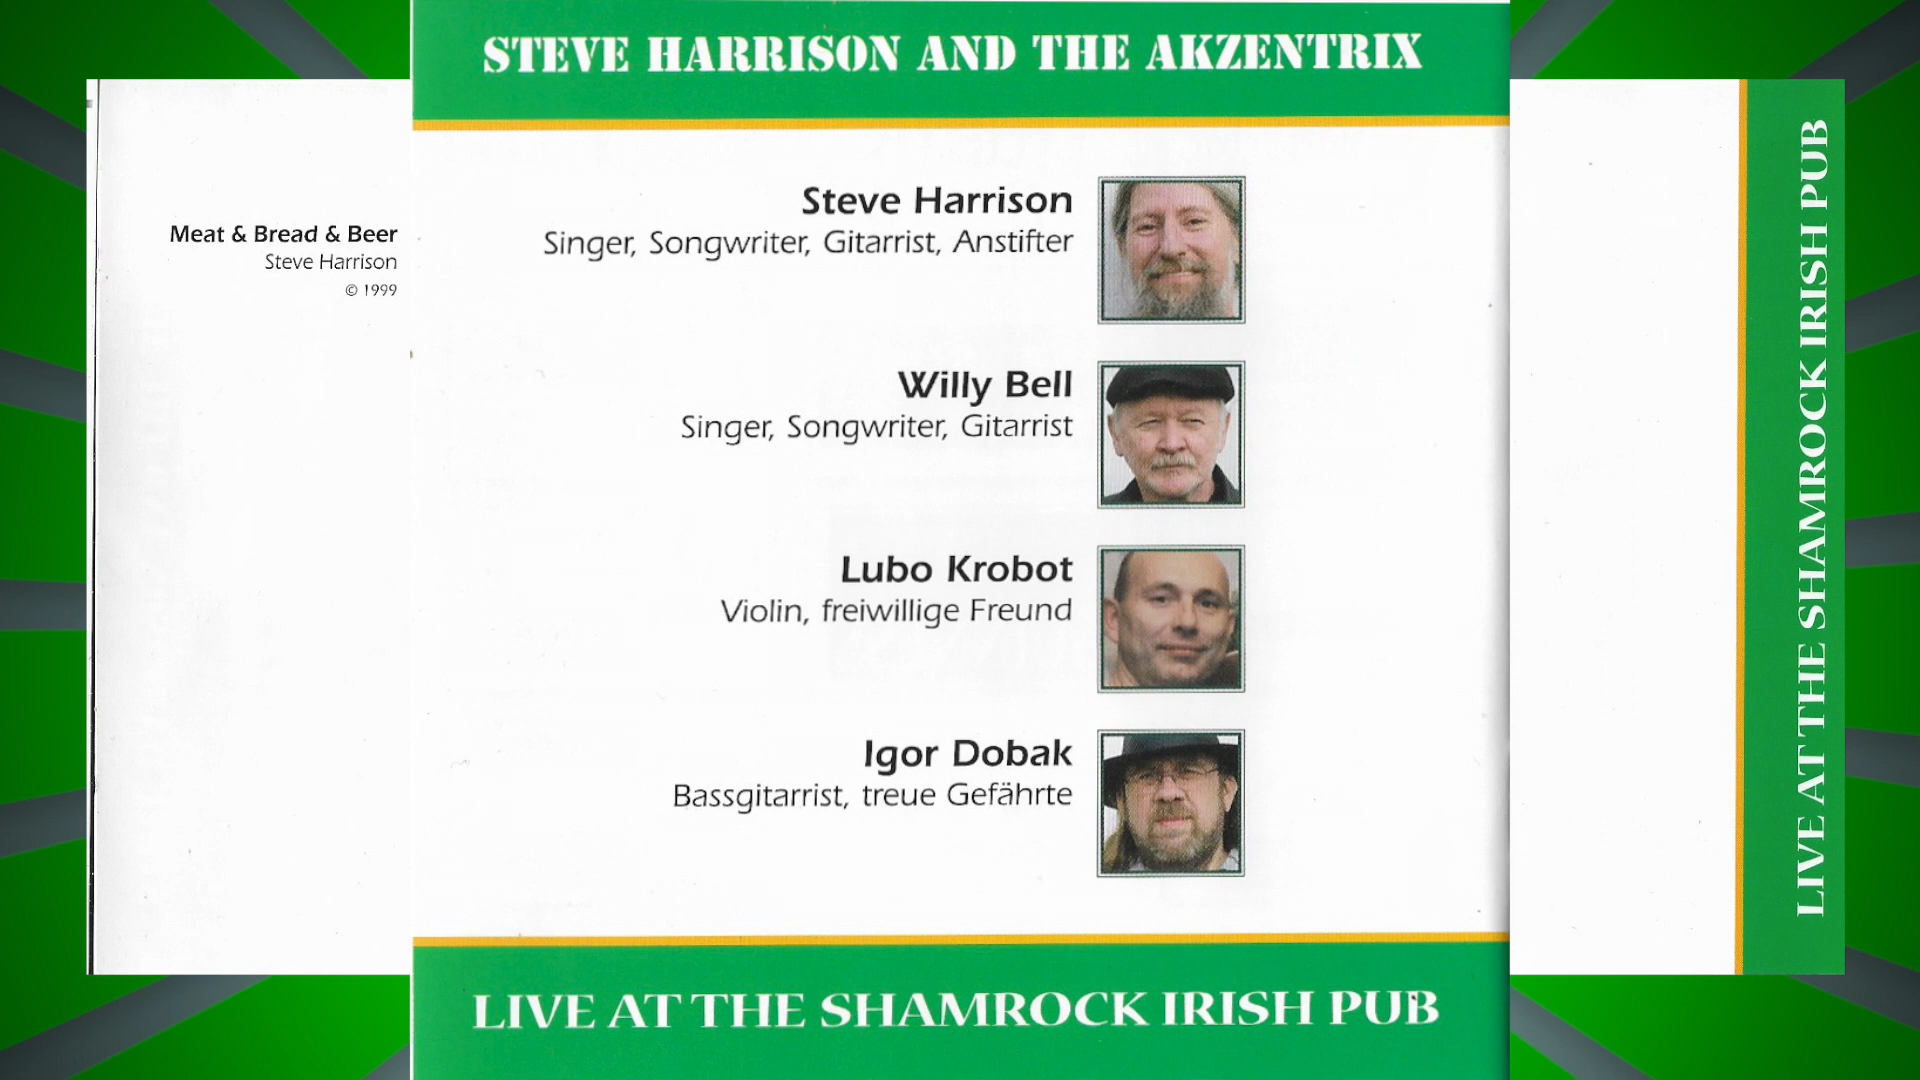 STEVE HARRISON AND THE AKZENTRIX
Meat & Bread & Beer
Steve Harrison
© 1999
Steve Harrison
Singer, Songwriter, Gitarrist, Anstifter
Willy Bell
Singer, Songwriter, Gitarrist
Lubo Krobot
Violin, freiwillige Freund
Igor Dobak
Bassgitarrist, treue Gefährte
LIVE AT THE SHAMROCK IRISH PUB
LIVE AT THE SHAMROCK IRISH PUB